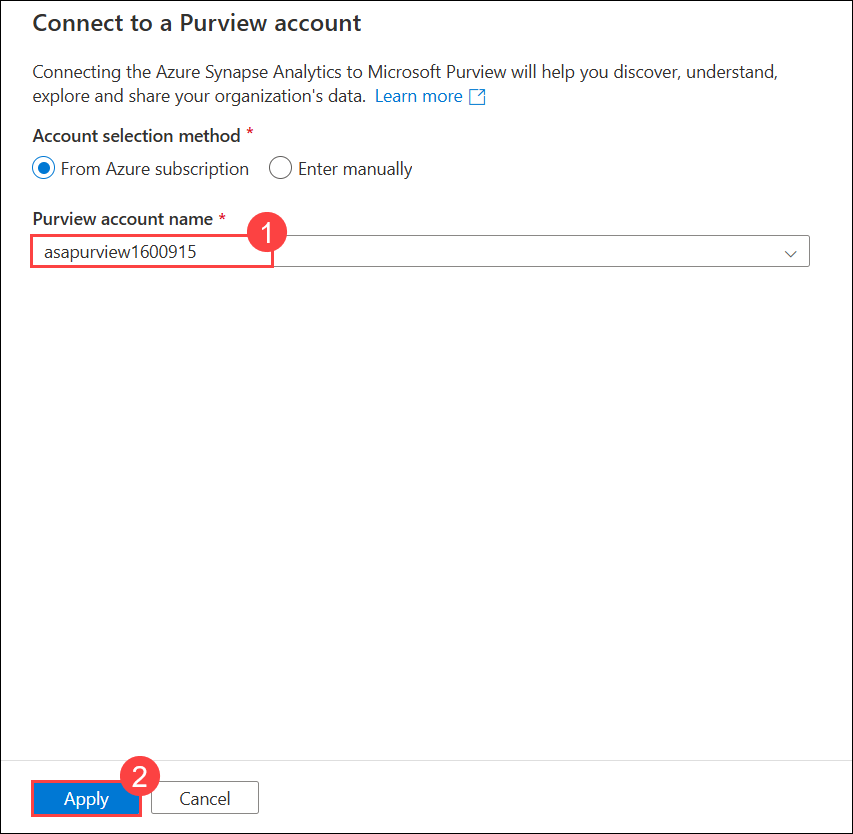 Connect to a Purview account
Connecting the Azure Synapse Analytics to Microsoft Purview will help you discover, understand,
explore and share your organization's data. Learn more
Account selection method *
From Azure subscription Enter manually
Purview account name *
1
asapurview1600915
2
Apply Cancel